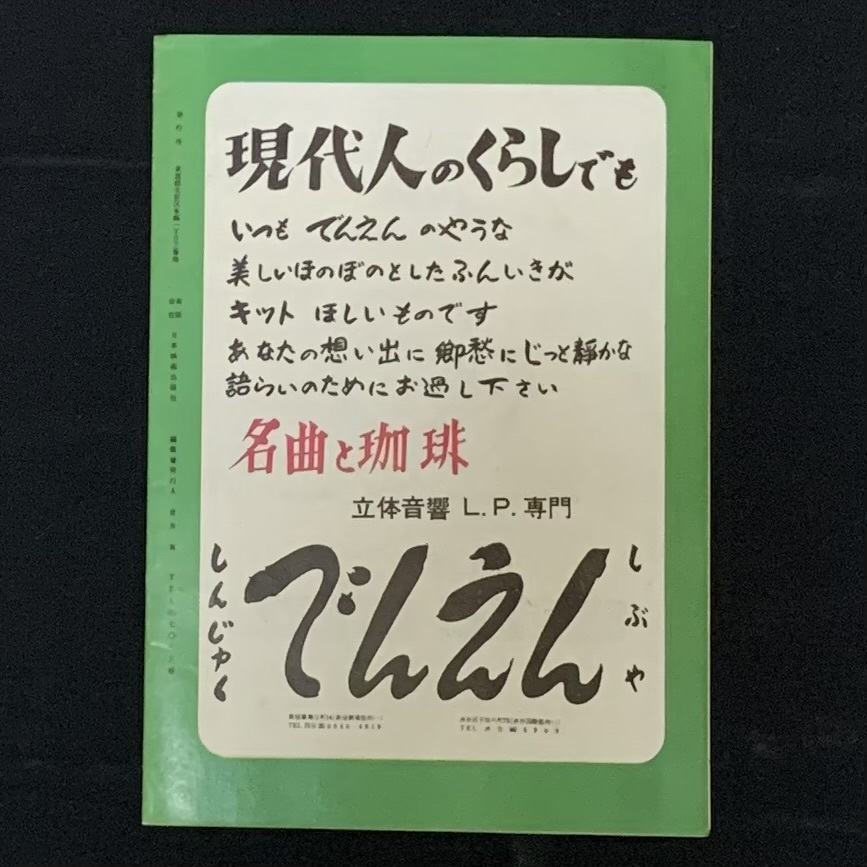 現代人のくらしでも
いつも でんえん のやうな
美しいほのぼのとしたふんいきが
キット ほしいものです
あなたの想い出に 郷愁にじっと靜かな
語らいのためにお過し下さい
名曲と珈琲
立体音響 L.P.専門
しんじゅく
でんえん
しぶや